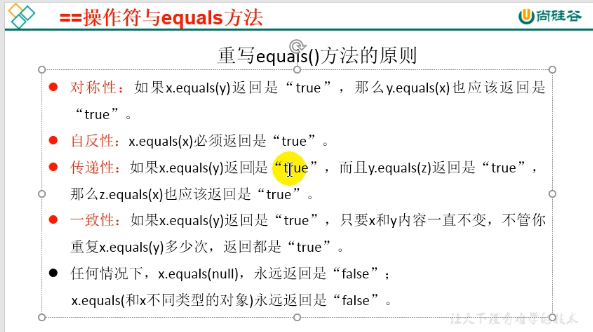 ==操作符与equals方法
尚硅谷
重写equals()方法的原则
● 对称性：如果x.equals(y)返回是“true”，那么y.equals(x)也应该返回是
“true”。
● 自反性：x.equals(x)必须返回是“true”。
● 传递性：如果x.equals(y)返回是“true”，而且y.equals(z)返回是“true”，
那么z.equals(x)也应该返回是“true”。
● 一致性：如果x.equals(y)返回是“true”，只要x和y内容一直不变，不管你
重复x.equals(y)多少次，返回都是“true”。
● 任何情况下，x.equals(null)，永远返回是“false”；
x.equals(和x不同类型的对象)永远返回是“false”。
让天下没有难学的技术